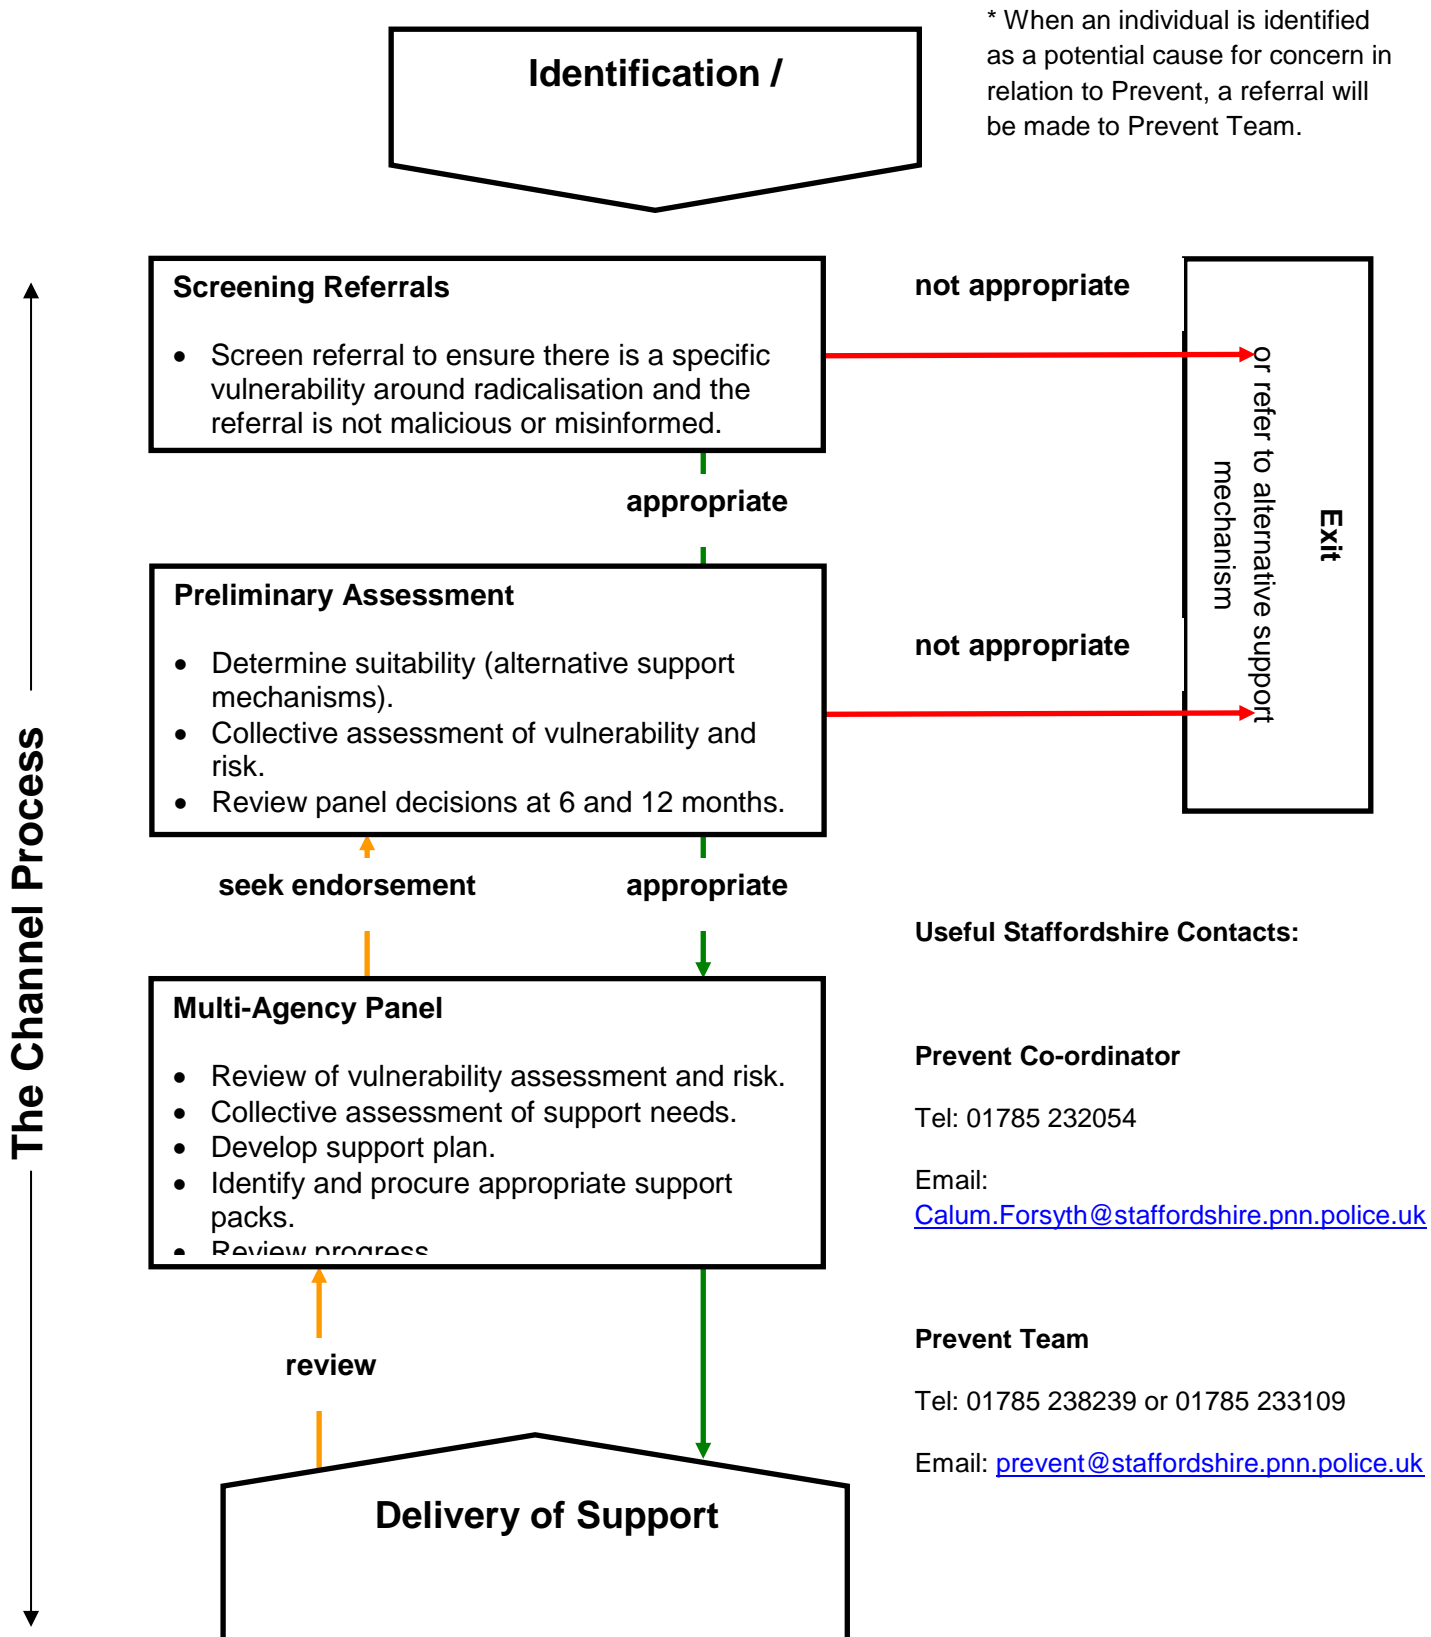 * When an individual is identified
as a potential cause for concern in
relation to Prevent, a referral will
be made to Prevent Team.
Identification /
The Channel Process
Screening Referrals
• Screen referral to ensure there is a specific
vulnerability around radicalisation and the
referral is not malicious or misinformed.
not appropriate
appropriate
Exit
or refer to alternative support
mechanism
Preliminary Assessment
• Determine suitability (alternative support
mechanisms).
• Collective assessment of vulnerability and
risk.
• Review panel decisions at 6 and 12 months.
not appropriate
seek endorsement
appropriate
Multi-Agency Panel
• Review of vulnerability assessment and risk.
• Collective assessment of support needs.
• Develop support plan.
• Identify and procure appropriate support
packs.
• Review progress
review
Delivery of Support
Useful Staffordshire Contacts:
Prevent Co-ordinator
Tel: 01785 232054
Email:
Calum.Forsyth@staffordshire.pnn.police.uk
Prevent Team
Tel: 01785 238239 or 01785 233109
Email: prevent@staffordshire.pnn.police.uk